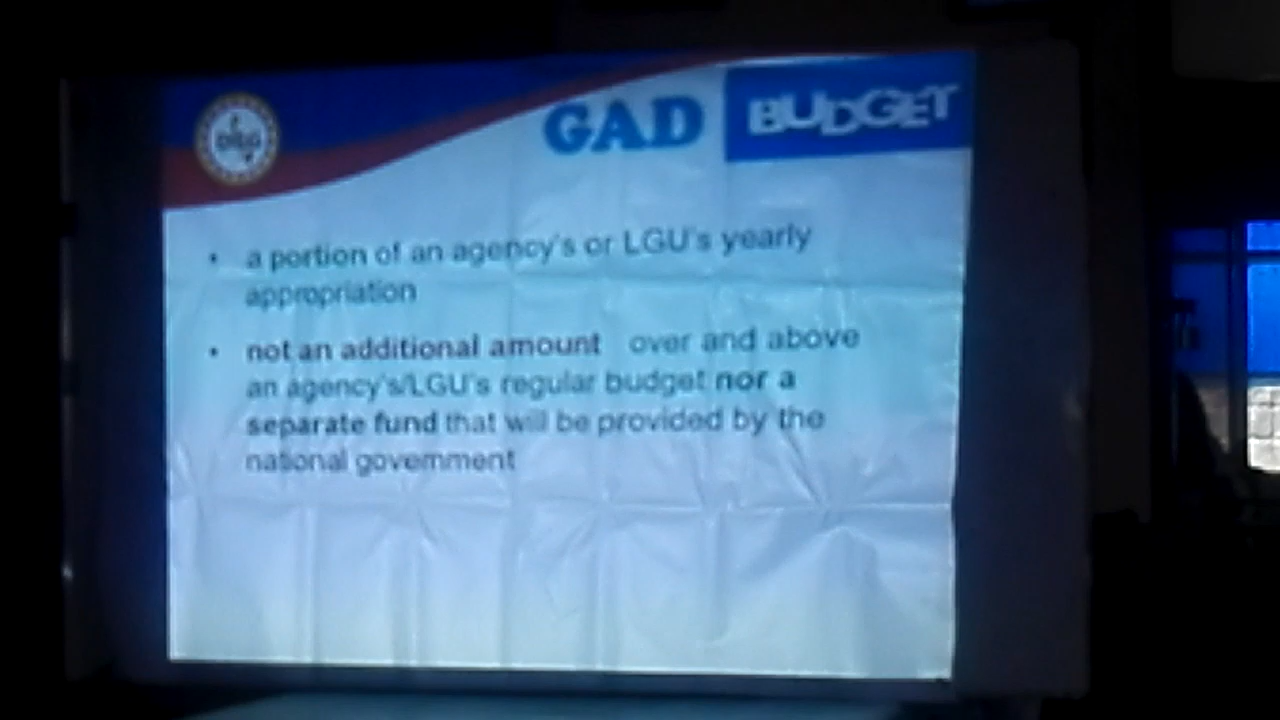 GAD BUDGET
• a portion of an agency's or LGU's yearly
appropriation
• not an additional amount over and above
an agency's/LGU's regular budget nor a
separate fund that will be provided by the
national government